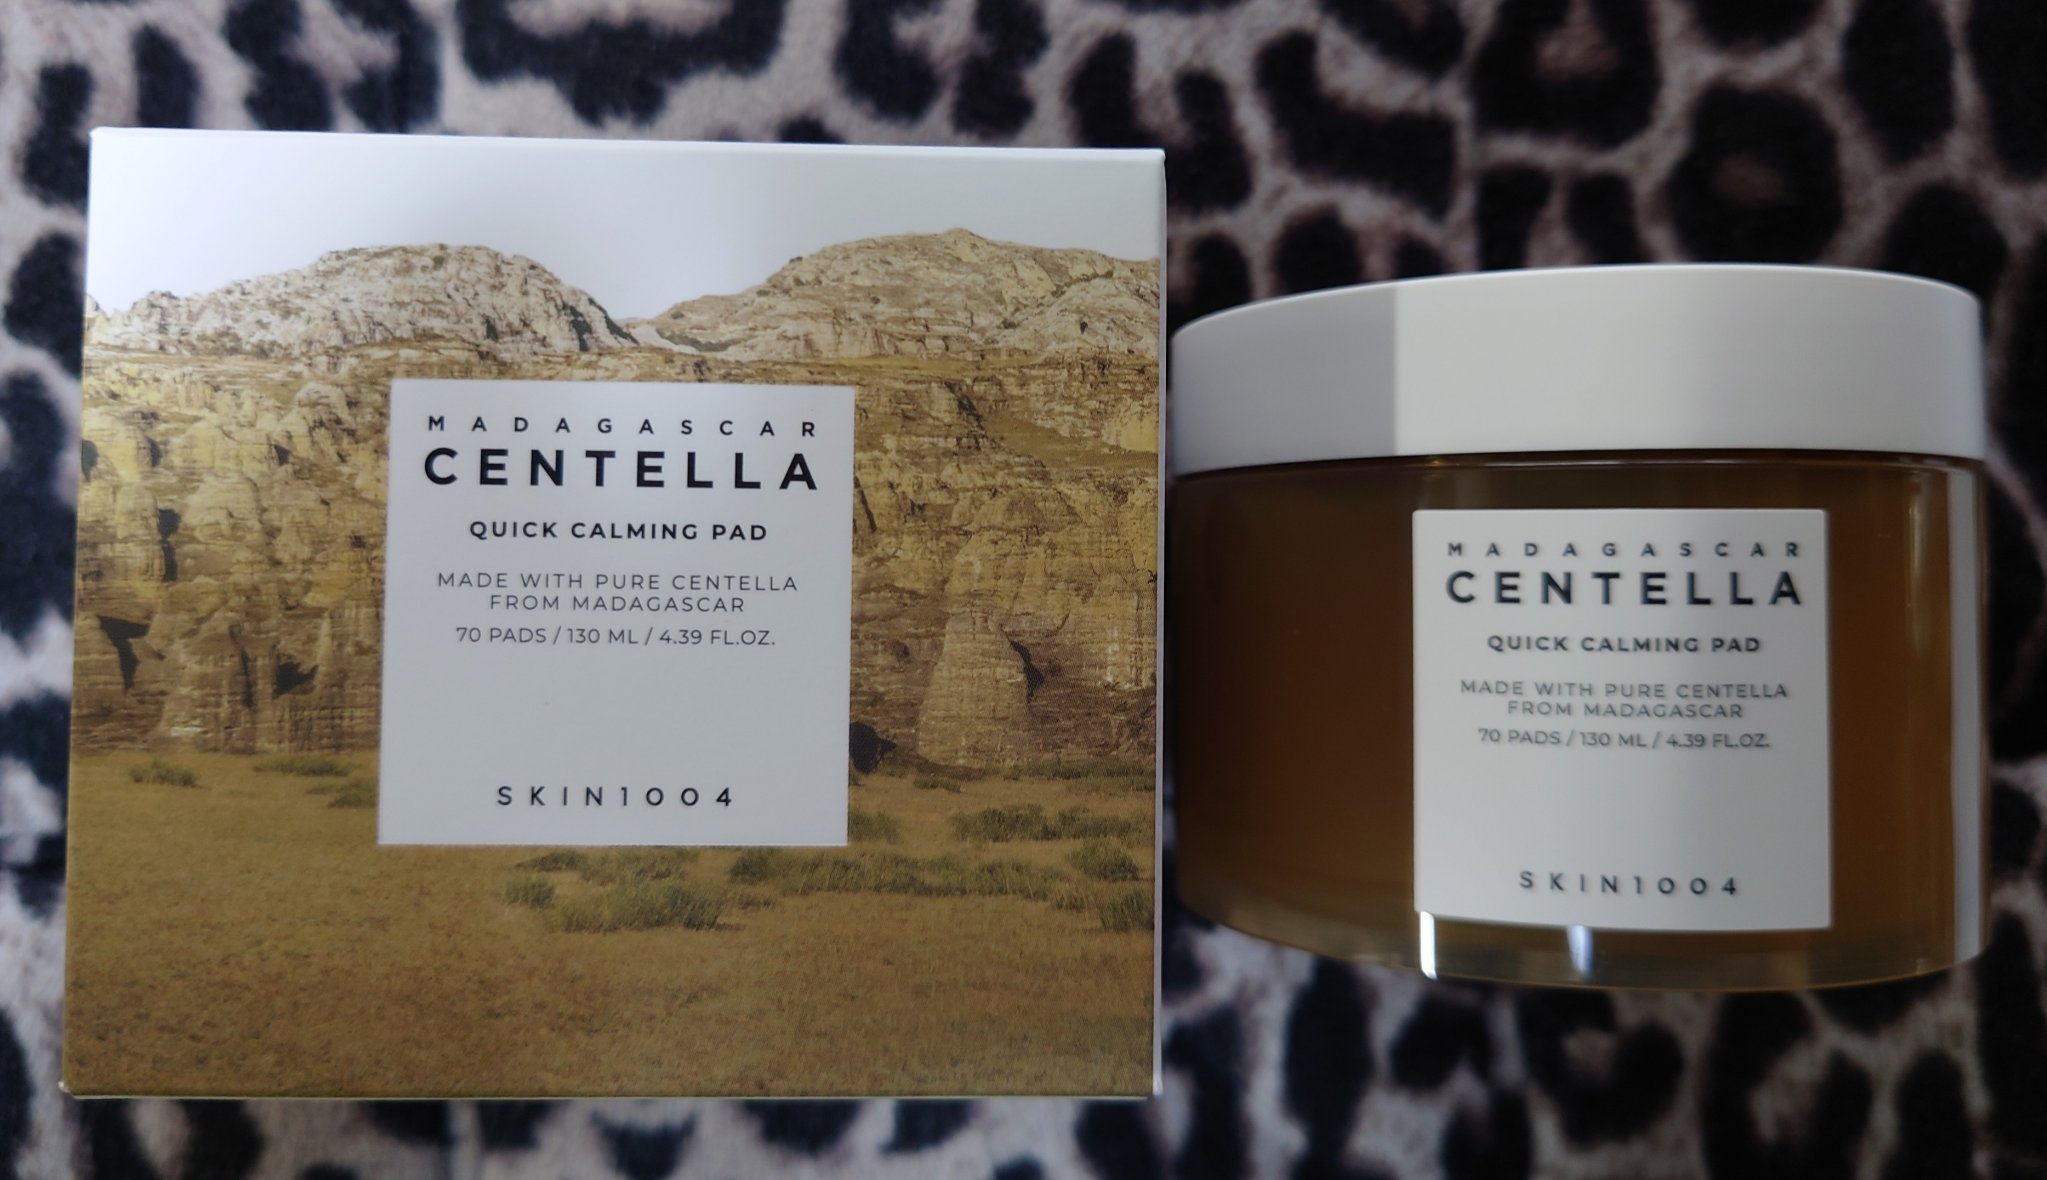 MADAGASCAR
CENTELLA
QUICK CALMING PAD
MADE WITH PURE CENTELLA
FROM MADAGASCAR
70 PADS / 130 ML / 4.39 FL.OZ.
SKIN1004
MADAGASCAR
CENTELLA
QUICK CALMING PAD
MADE WITH PURE CENTELLA
FROM MADAGASCAR
70 PADS / 130 ML / 4.39 FL.OZ.
SKIN1004